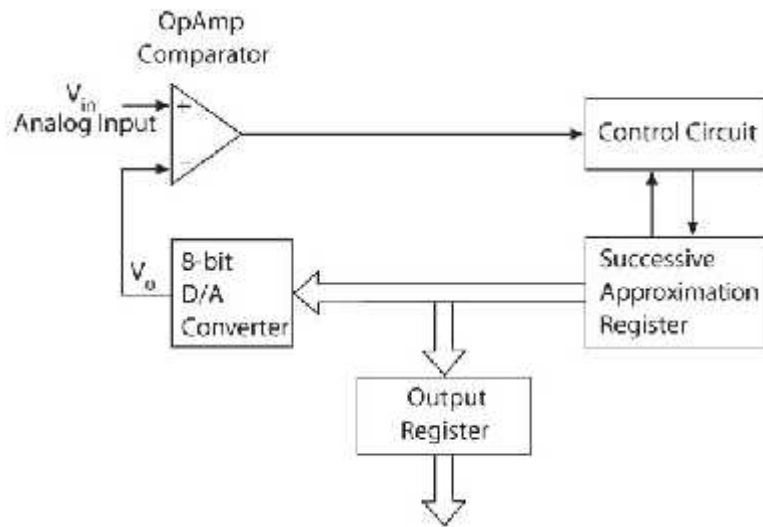 OpAmp
Comparator
Vin
Analog Input
+
−
Control Circuit
Vo
8-bit
D/A
Converter
Successive
Approximation
Register
Output
Register